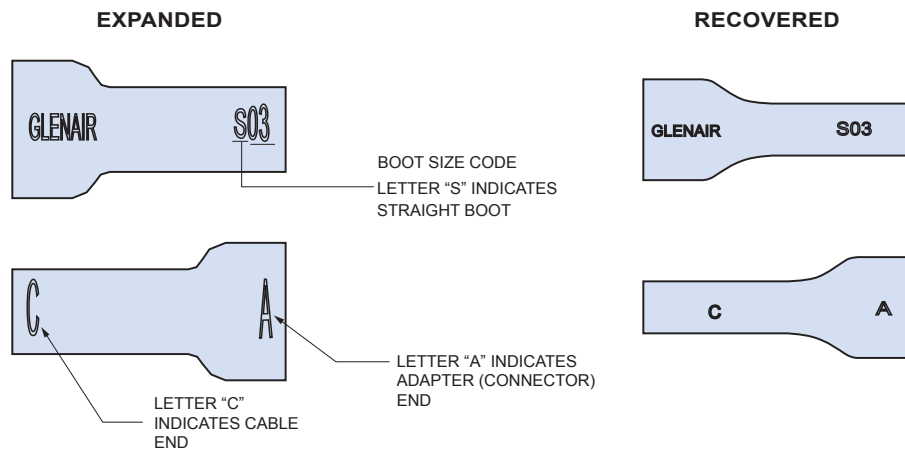 EXPANDED
RECOVERED
GLENAIR
S03
GLENAIR
S03
BOOT SIZE CODE
LETTER “S” INDICATES
STRAIGHT BOOT
C
A
C
A
LETTER “A” INDICATES
ADAPTER (CONNECTOR)
END
LETTER “C”
INDICATES CABLE
END